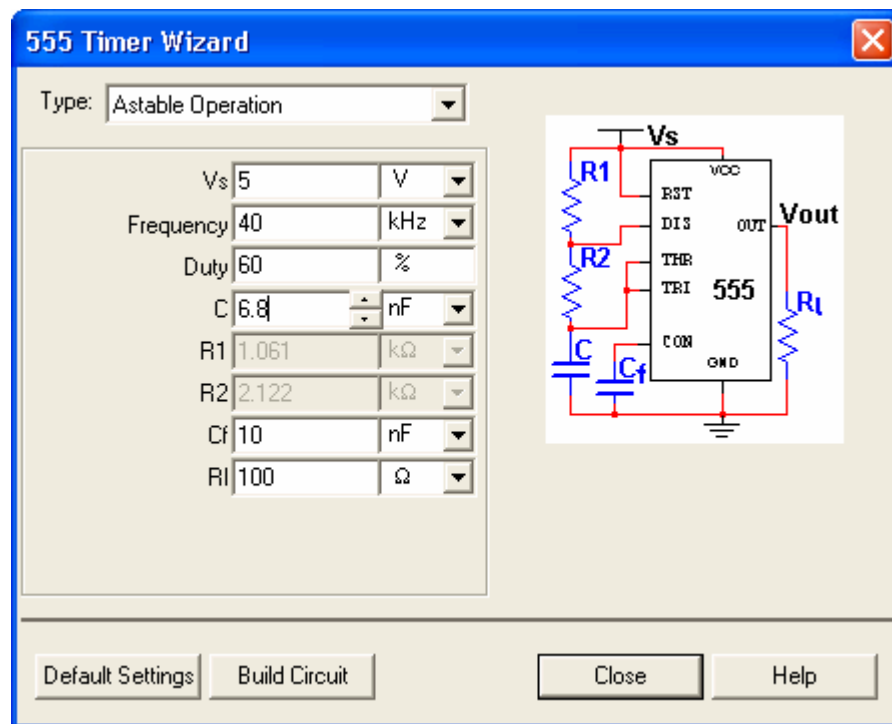 555 Timer Wizard
Type: Astable Operation
Vs 5 V
Frequency 40 kHz
Duty 60 %
C 6.8 nF
R1 1.061 kΩ
R2 2.122 kΩ
Cf 10 nF
Rl 100 Ω
Vs
R1
VCC
RST
DIS
OUT
Vout
R2
THR
TRI
555
Rl
CON
C
Cf
GND
Default Settings
Build Circuit
Close
Help